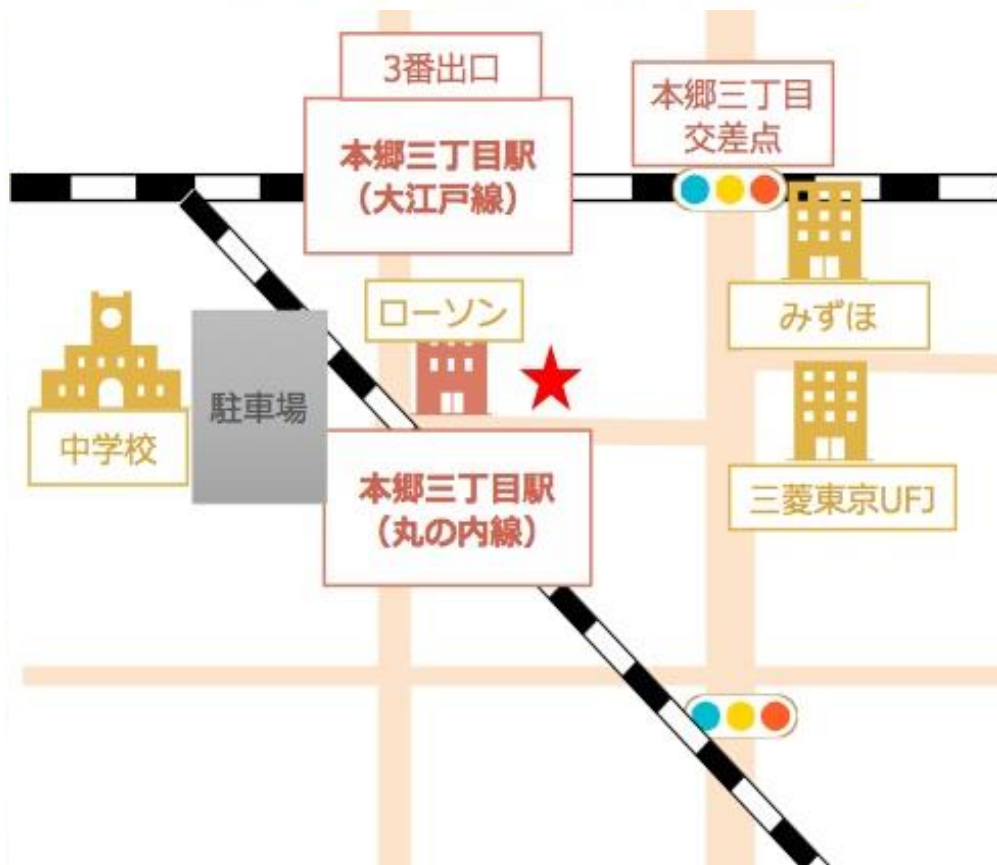 3番出口
本郷三丁目駅
（大江戸線）
本郷三丁目
交差点
ローソン
みずほ
駐車場
中学校
本郷三丁目駅
（丸の内線）
三菱東京UFJ